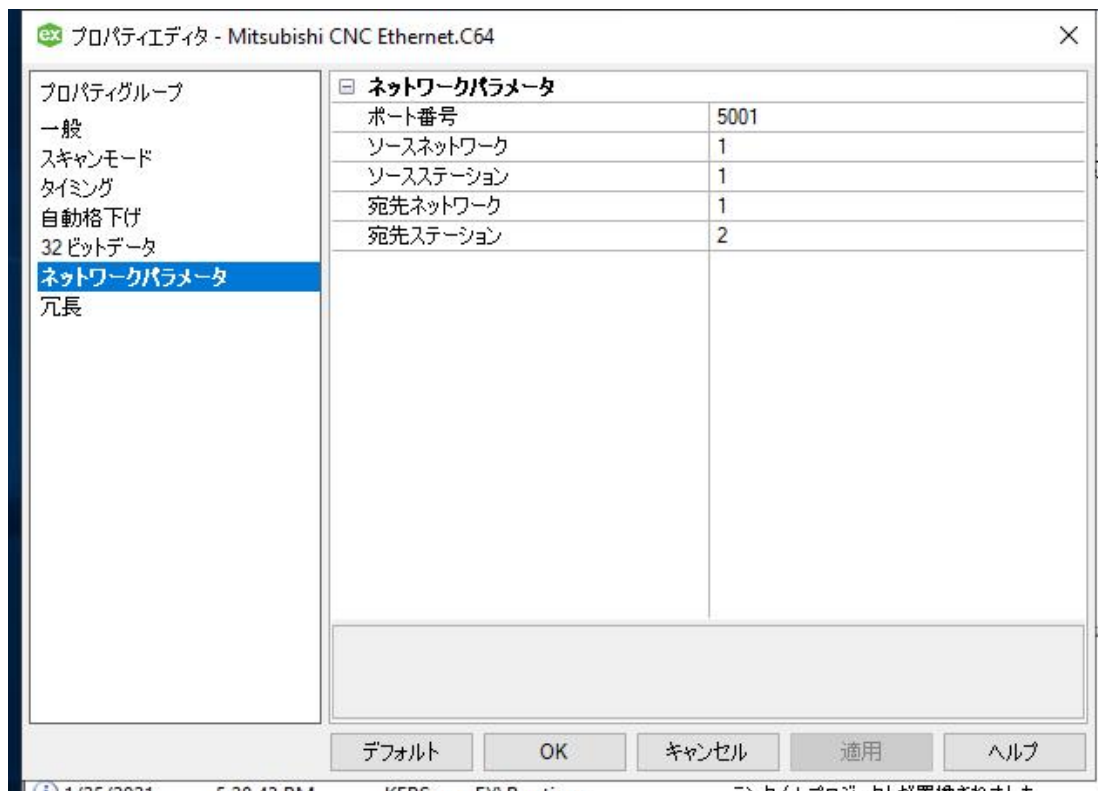 ex プロパティエディタ - Mitsubishi CNC Ethernet.C64
プロパティグループ
一般
スキャンモード
タイミング
自動格下げ
32 ビットデータ
ネットワークパラメータ
冗長
ネットワークパラメータ
ポート番号 5001
ソースネットワーク 1
ソースステーション 1
宛先ネットワーク 1
宛先ステーション 2
デフォルト OK キャンセル 適用 ヘルプ